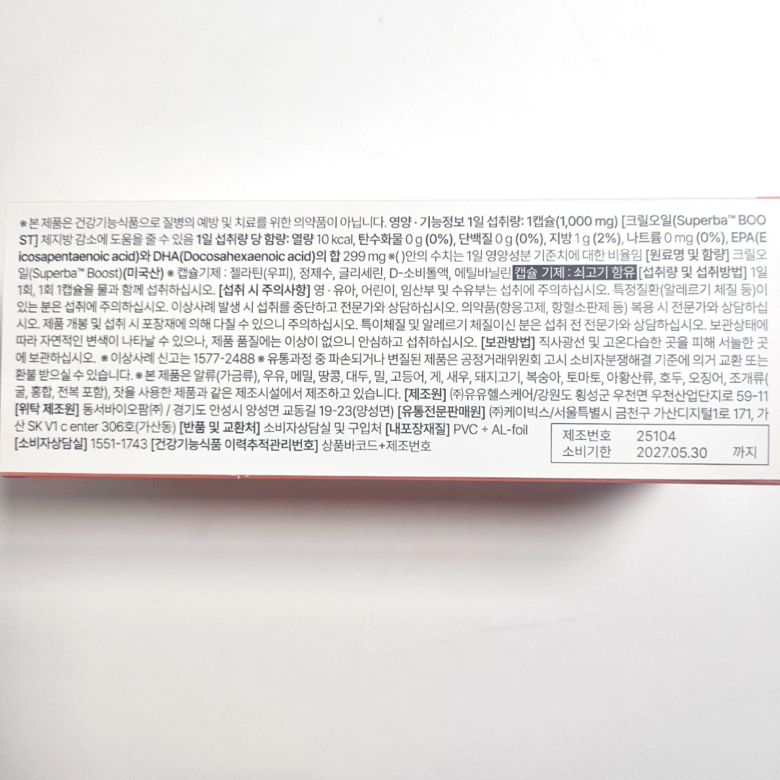 ※본 제품은 건강기능식품으로 질병의 예방 및 치료를 위한 의약품이 아닙니다. 영양·기능정보 1일 섭취량: 1캡슐(1,000 mg) [크릴오일(Superba™ BOO
ST] 체지방 감소에 도움을 줄 수 있음 1일 섭취량 당 함량: 열량 10 kcal, 탄수화물 0 g (0%), 단백질 0 g (0%), 지방 1 g (2%), 나트륨 0 mg (0%), EPA(E
icosapentaenoic acid)와 DHA(Docosahexaenoic acid)의 합 299 mg ※( )안의 수치는 1일 영양성분 기준치에 대한 비율임 [원료명 및 함량] 크릴오
일(Superba™ Boost)(미국산) ※ 캡슐기제 : 젤라틴(우피), 정제수, 글리세린, D-소비톨액, 에틸바닐린 캡슐 기제 : 쇠고기 함유 [섭취량 및 섭취방법] 1일
1회, 1회 1캡슐을 물과 함께 섭취하십시오. [섭취 시 주의사항] 영·유아, 어린이, 임산부 및 수유부는 섭취에 주의하십시오. 특정질환(알레르기 체질 등)이
있는 분은 섭취에 주의하십시오. 이상사례 발생 시 섭취를 중단하고 전문가와 상담하십시오. 의약품(항응고제, 항혈소판제 등) 복용 시 전문가와 상담하십
시오. 제품 개봉 및 섭취 시 포장재에 의해 다칠 수 있으니 주의하십시오. 특이체질 및 알레르기 체질이신 분은 섭취 전 전문가와 상담하십시오. 보관상태에
따라 자연적인 변색이 나타날 수 있으나, 제품 품질에는 이상이 없으니 안심하고 섭취하십시오. [보관방법] 직사광선 및 고온다습한 곳을 피해 서늘한 곳
에 보관하십시오. ※ 이상사례 신고는 1577-2488 ※ 유통과정 중 파손되거나 변질된 제품은 공정거래위원회 고시 소비자분쟁해결 기준에 의거 교환 또는
환불 받으실 수 있습니다. ※본 제품은 알류(가금류), 우유, 메밀, 땅콩, 대두, 밀, 고등어, 게, 새우, 돼지고기, 복숭아, 토마토, 아황산류, 호두, 오징어, 조개류(
굴, 홍합, 전복 포함), 잣을 사용한 제품과 같은 제조시설에서 제조하고 있습니다. [제조원] ㈜유유헬스케어/강원도 횡성군 우천면 우천산업단지로 59-11
[위탁 제조원] 동서바이오팜㈜ / 경기도 안성시 양성면 교동길 19-23(양성면) [유통전문판매원] ㈜케이빅스/서울특별시 금천구 가산디지털1로 171, 가
산 SK V1 c enter 306호(가산동) [반품 및 교환처] 소비자상담실 및 구입처 [내포장재질] PVC + AL-foil
[소비자상담실] 1551-1743 [건강기능식품 이력추적관리번호] 상품바코드+제조번호
제조번호 25104
소비기한 2027.05.30 까지